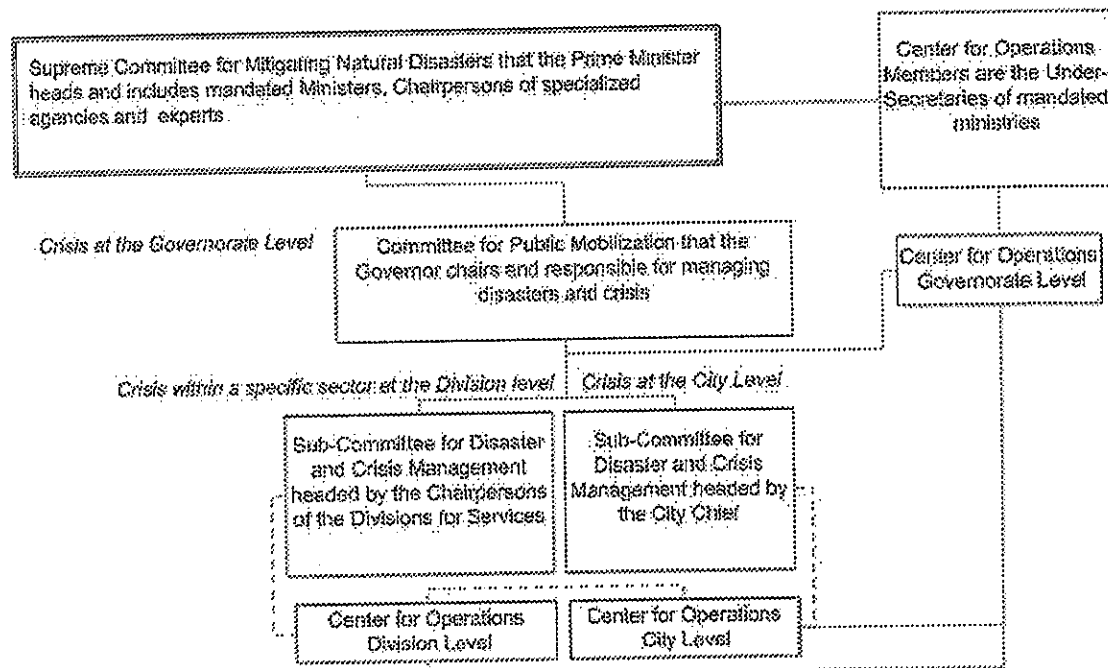 Supreme Committee for Mitigating Natural Disasters that the Prime Minister
heads and includes mandated Ministers, Chairpersons of specialized
agencies and experts
Center for Operations
Members are the Under-
Secretaries of mandated
ministries
Crisis at the Governorate Level
Committee for Public Mobilization that the
Governor chairs and responsible for managing
disasters and crisis
Center for Operations
Governorate Level
Crisis within a specific sector at the Division level
Crisis at the City Level
Sub-Committee for Disaster
and Crisis Management
headed by the Chairpersons
of the Divisions for Services
Sub-Committee for
Disaster and Crisis
Management headed by
the City Chief
Center for Operations
Division Level
Center for Operations
City Level